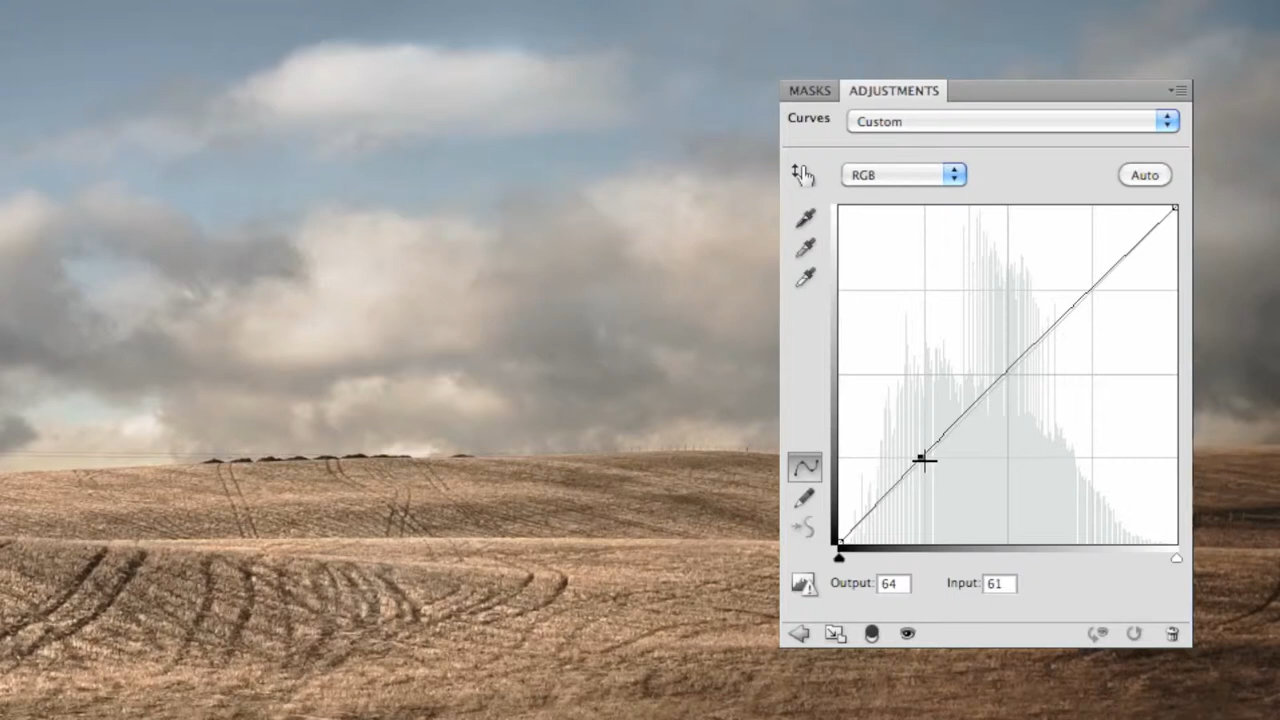 MASKS
ADJUSTMENTS
Curves
Custom
RGB
Auto
Output: 64
Input: 61